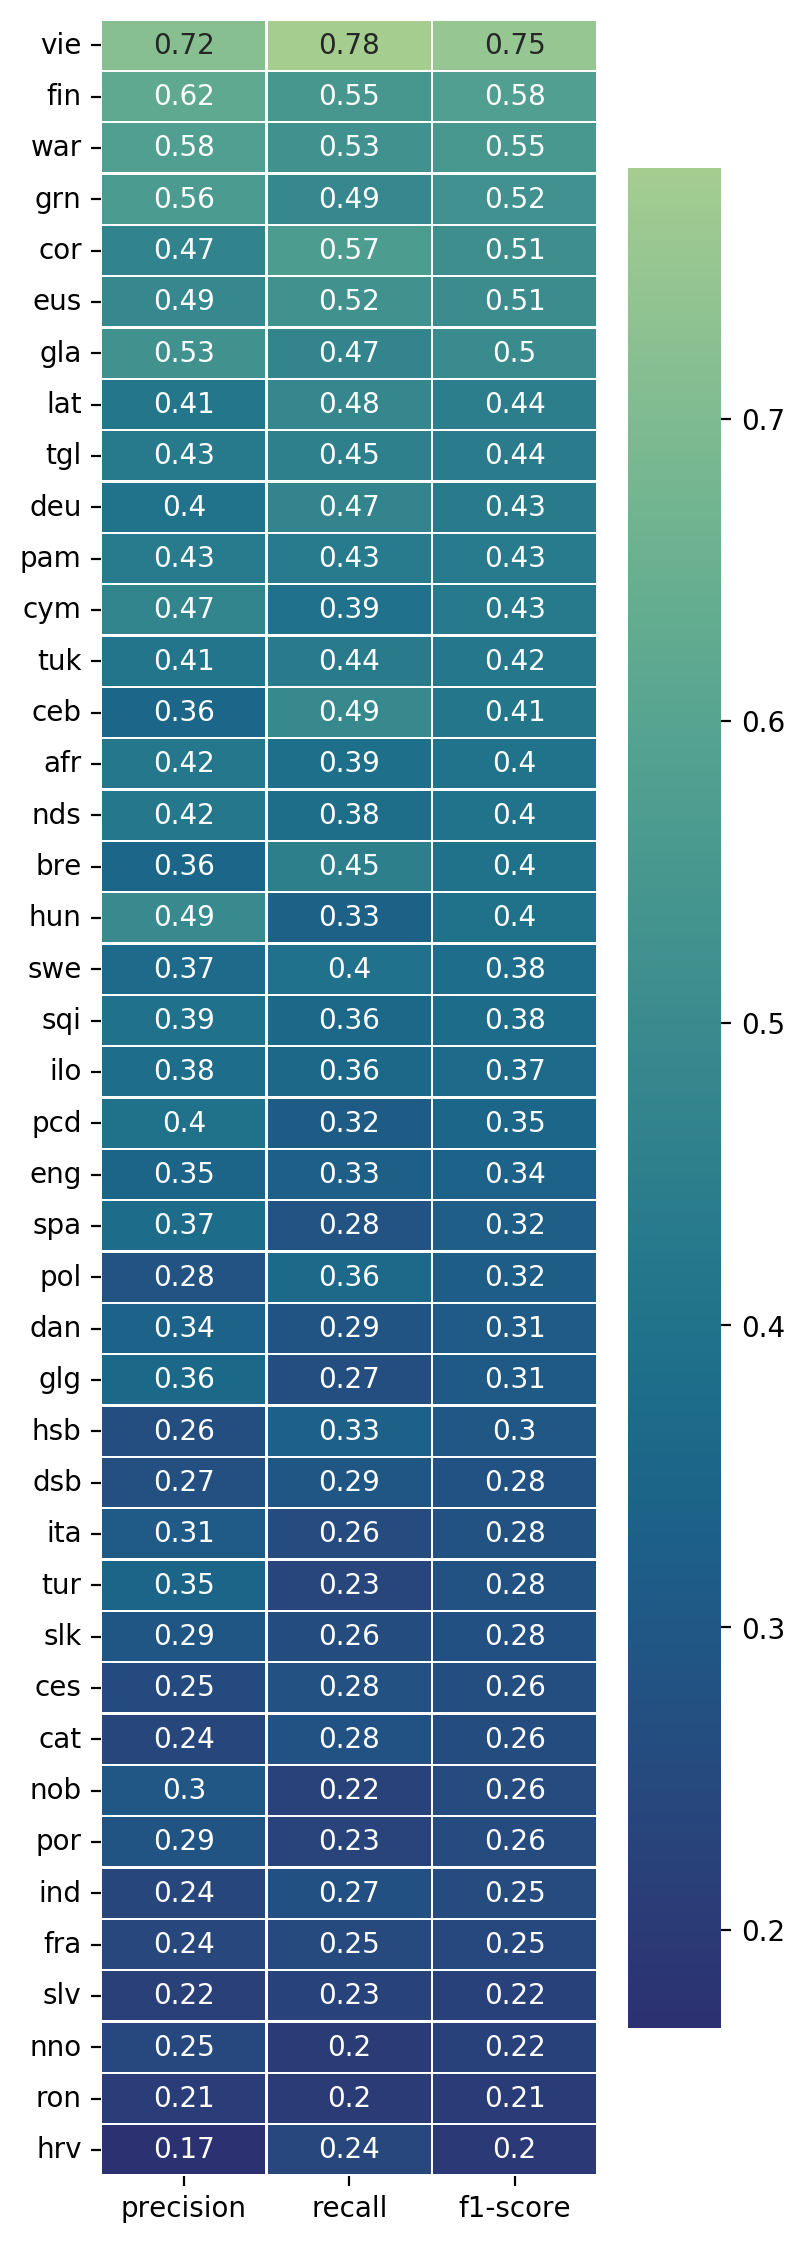 vie 0.72 0.78 0.75
fin 0.62 0.55 0.58
war 0.58 0.53 0.55
grn 0.56 0.49 0.52
cor 0.47 0.57 0.51
eus 0.49 0.52 0.51
gla 0.53 0.47 0.5
lat 0.41 0.48 0.44
tgl 0.43 0.45 0.44
deu 0.4 0.47 0.43
pam 0.43 0.43 0.43
cym 0.47 0.39 0.43
tuk 0.41 0.44 0.42
ceb 0.36 0.49 0.41
afr 0.42 0.39 0.4
nds 0.42 0.38 0.4
bre 0.36 0.45 0.4
hun 0.49 0.33 0.4
swe 0.37 0.4 0.38
sqi 0.39 0.36 0.38
ilo 0.38 0.36 0.37
pcd 0.4 0.32 0.35
eng 0.35 0.33 0.34
spa 0.37 0.28 0.32
pol 0.28 0.36 0.32
dan 0.34 0.29 0.31
glg 0.36 0.27 0.31
hsb 0.26 0.33 0.3
dsb 0.27 0.29 0.28
ita 0.31 0.26 0.28
tur 0.35 0.23 0.28
slk 0.29 0.26 0.28
ces 0.25 0.28 0.26
cat 0.24 0.28 0.26
nob 0.3 0.22 0.26
por 0.29 0.23 0.26
ind 0.24 0.27 0.25
fra 0.24 0.25 0.25
slv 0.22 0.23 0.22
nno 0.25 0.2 0.22
ron 0.21 0.2 0.21
hrv 0.17 0.24 0.2
precision recall f1-score
0.7
0.6
0.5
0.4
0.3
0.2